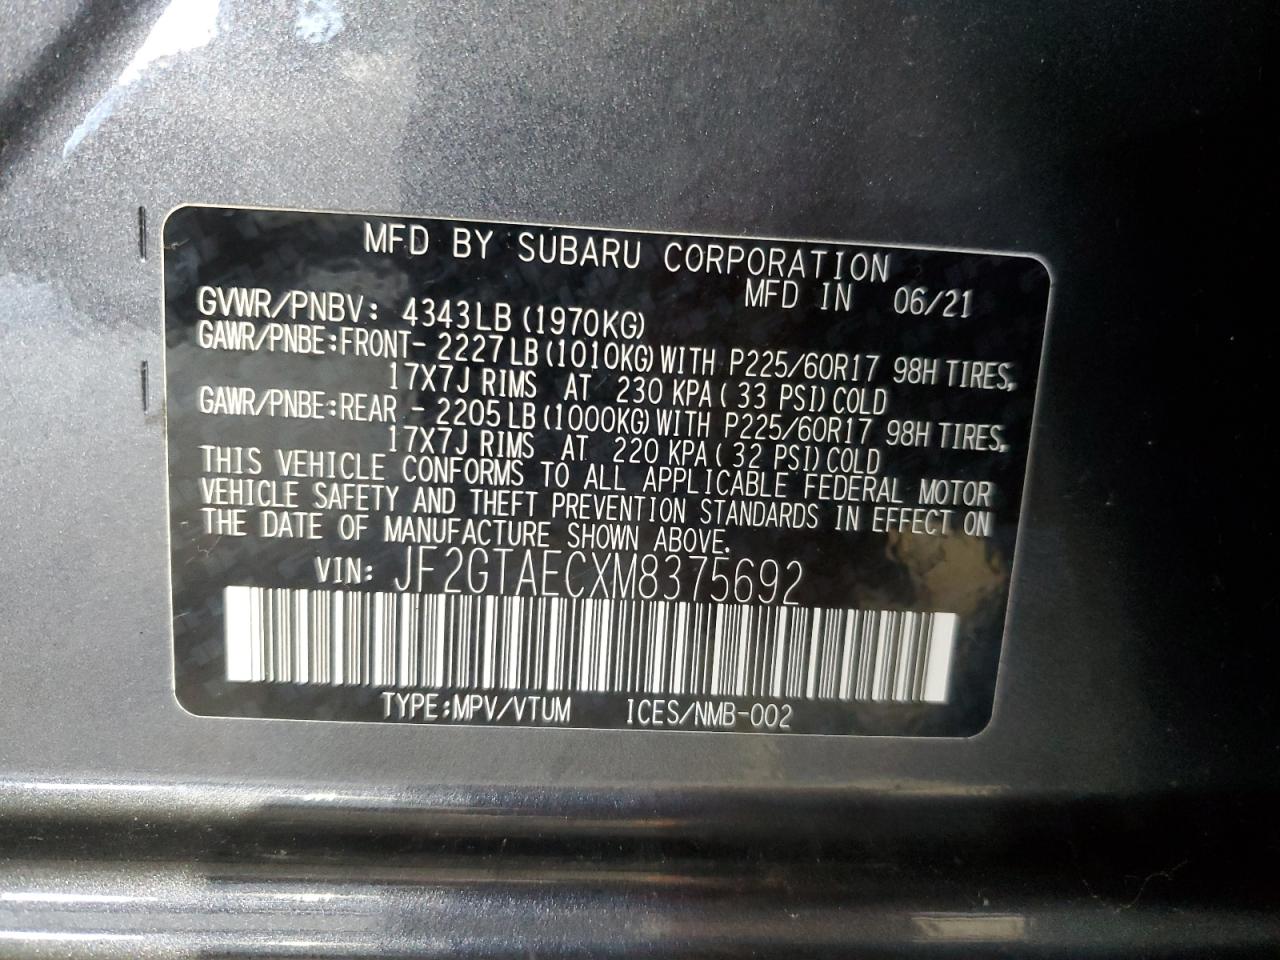 MFD BY SUBARU CORPORATION
MFD IN 06/21
GVWR/PNBV: 4343LB (1970KG)
GAWR/PNBE:FRONT- 2227LB (1010KG) WITH P225/60R17 98H TIRES,
17X7J RIMS AT 230 KPA ( 33 PSI) COLD
GAWR/PNBE:REAR - 2205LB (1000KG) WITH P225/60R17 98H TIRES,
17X7J RIMS AT 220 KPA ( 32 PSI) COLD
THIS VEHICLE CONFORMS TO ALL APPLICABLE FEDERAL MOTOR
VEHICLE SAFETY AND THEFT PREVENTION STANDARDS IN EFFECT ON
THE DATE OF MANUFACTURE SHOWN ABOVE.
VIN: JF2GTAECXM8375692
TYPE:MPV/VTUM ICES/NMB-002